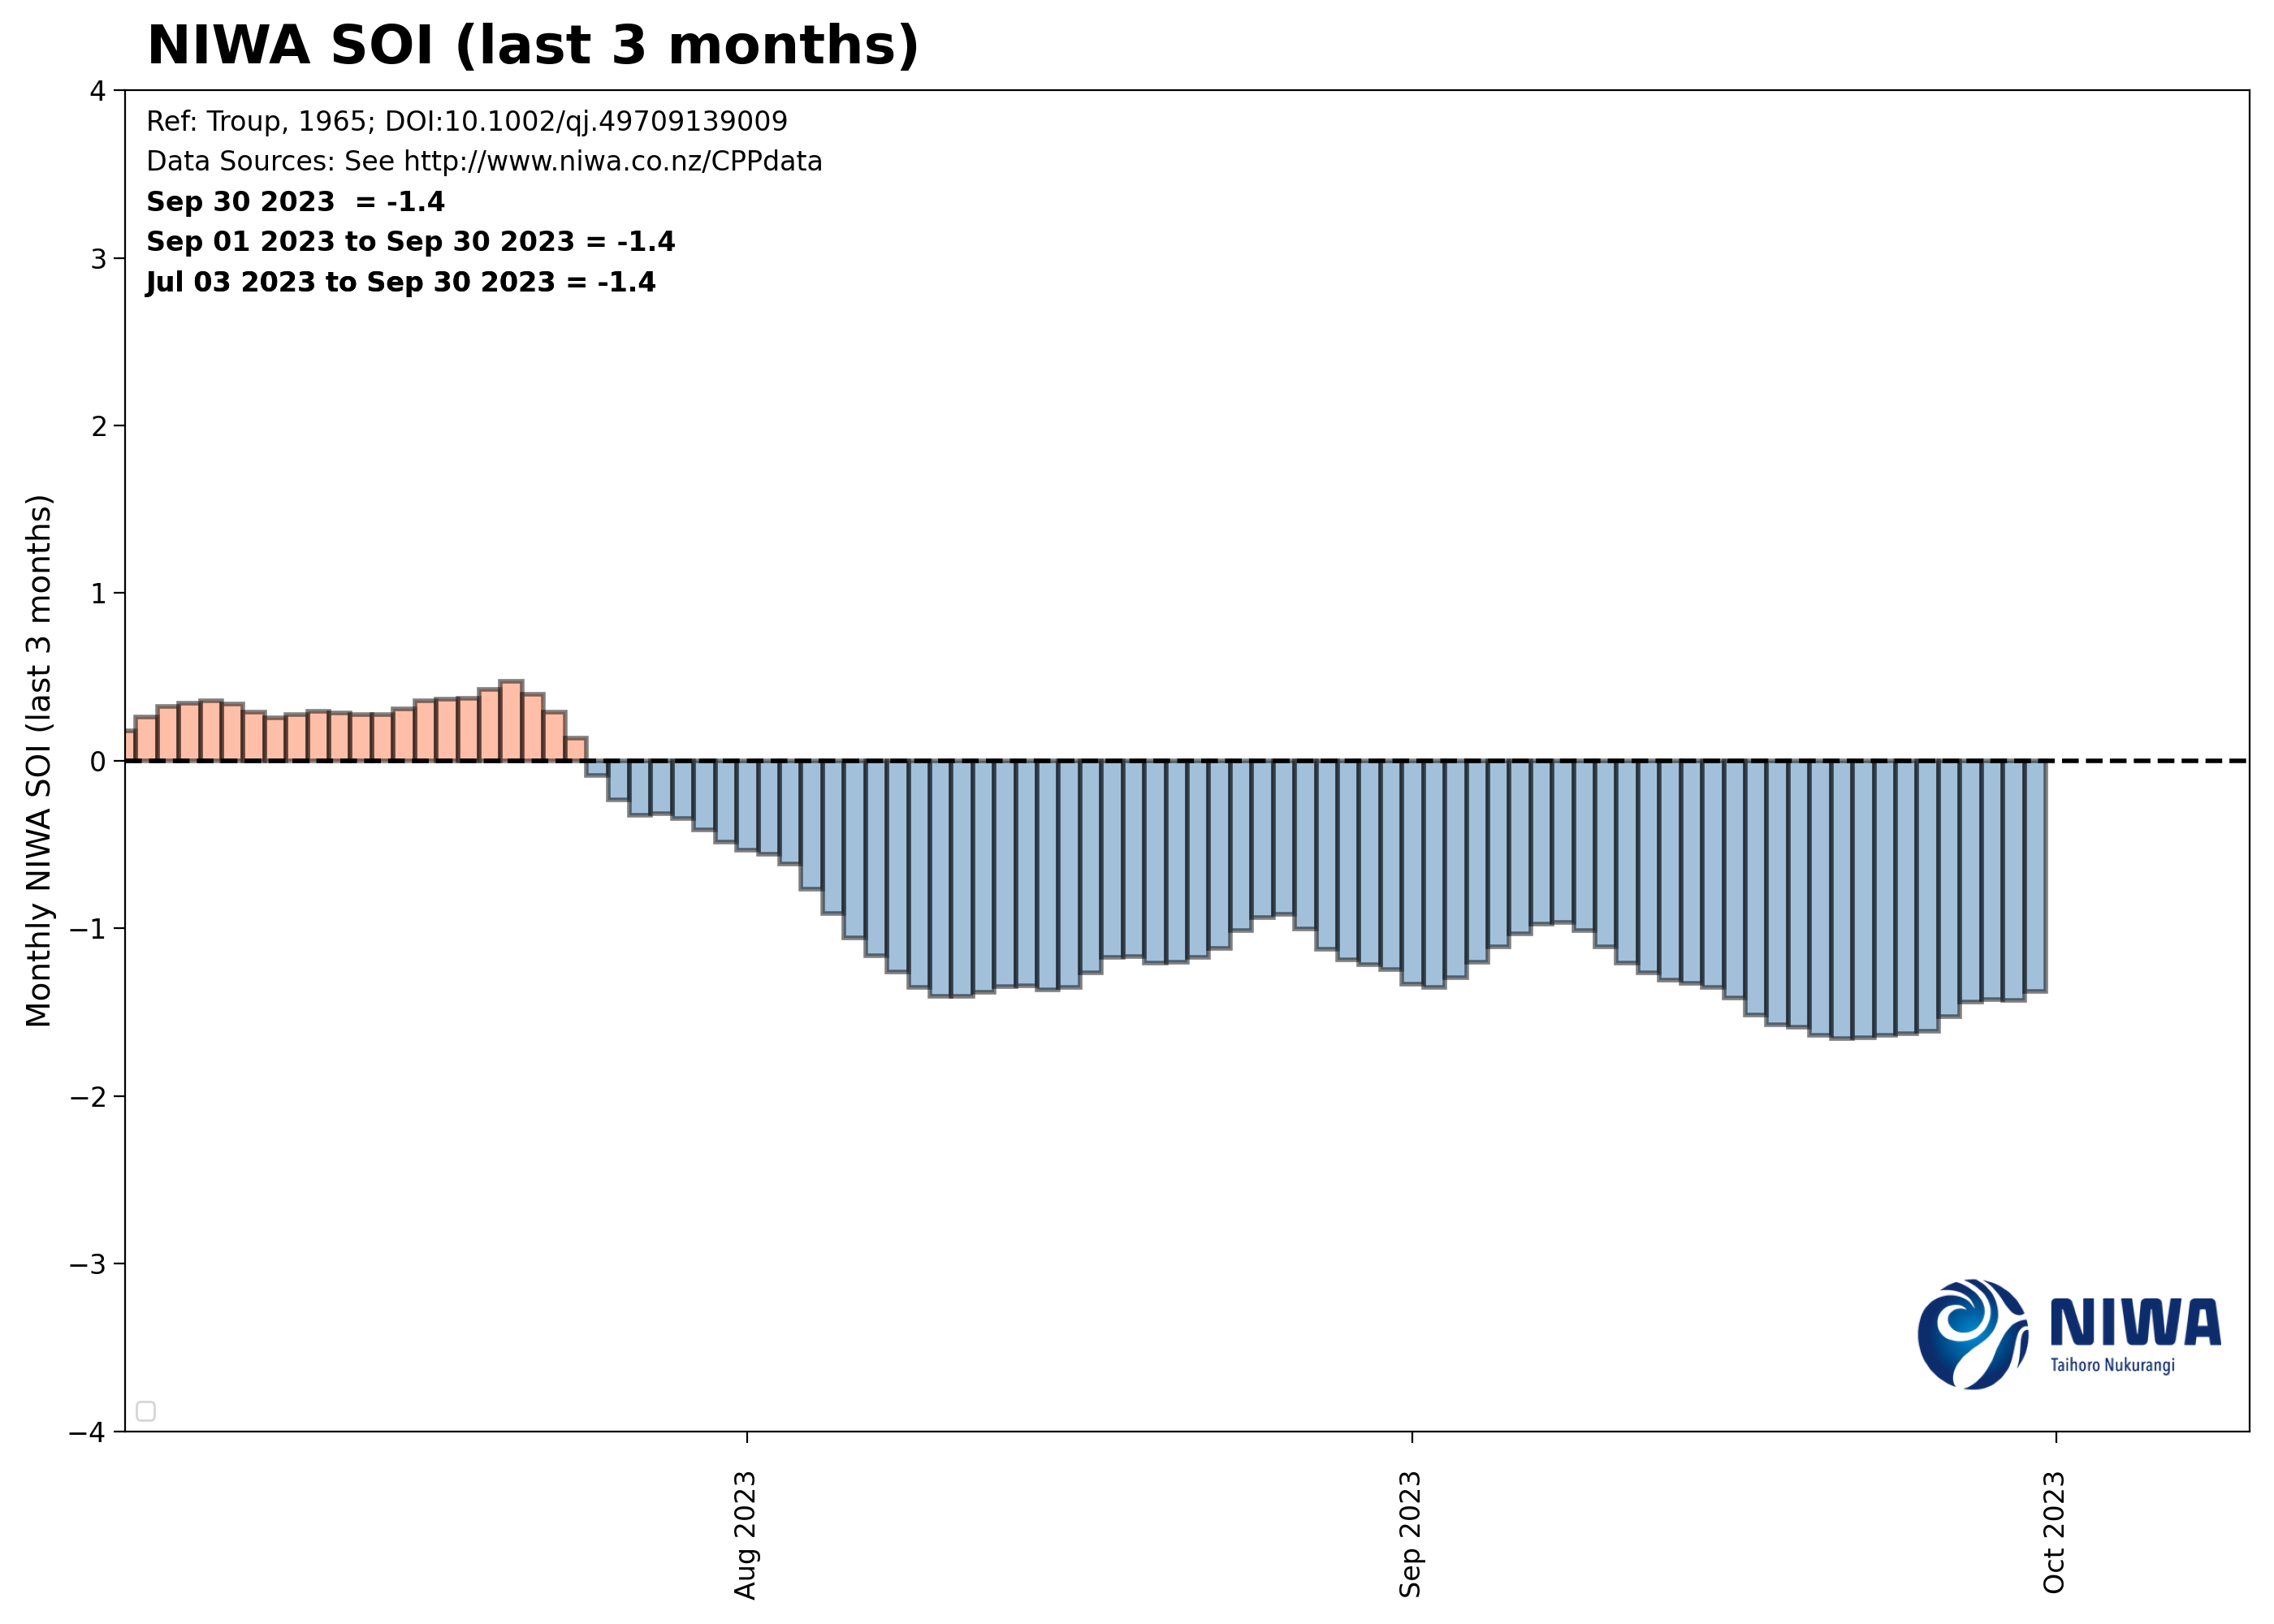 NIWA SOI (last 3 months)
Ref: Troup, 1965; DOI:10.1002/qj.49709139009
Data Sources: See http://www.niwa.co.nz/CPPdata
Sep 30 2023  = -1.4
Sep 01 2023 to Sep 30 2023 = -1.4
Jul 03 2023 to Sep 30 2023 = -1.4
Monthly NIWA SOI (last 3 months)
4
3
2
1
0
−1
−2
−3
−4
Aug 2023
Sep 2023
Oct 2023
NIWA
Taihoro Nukurangi